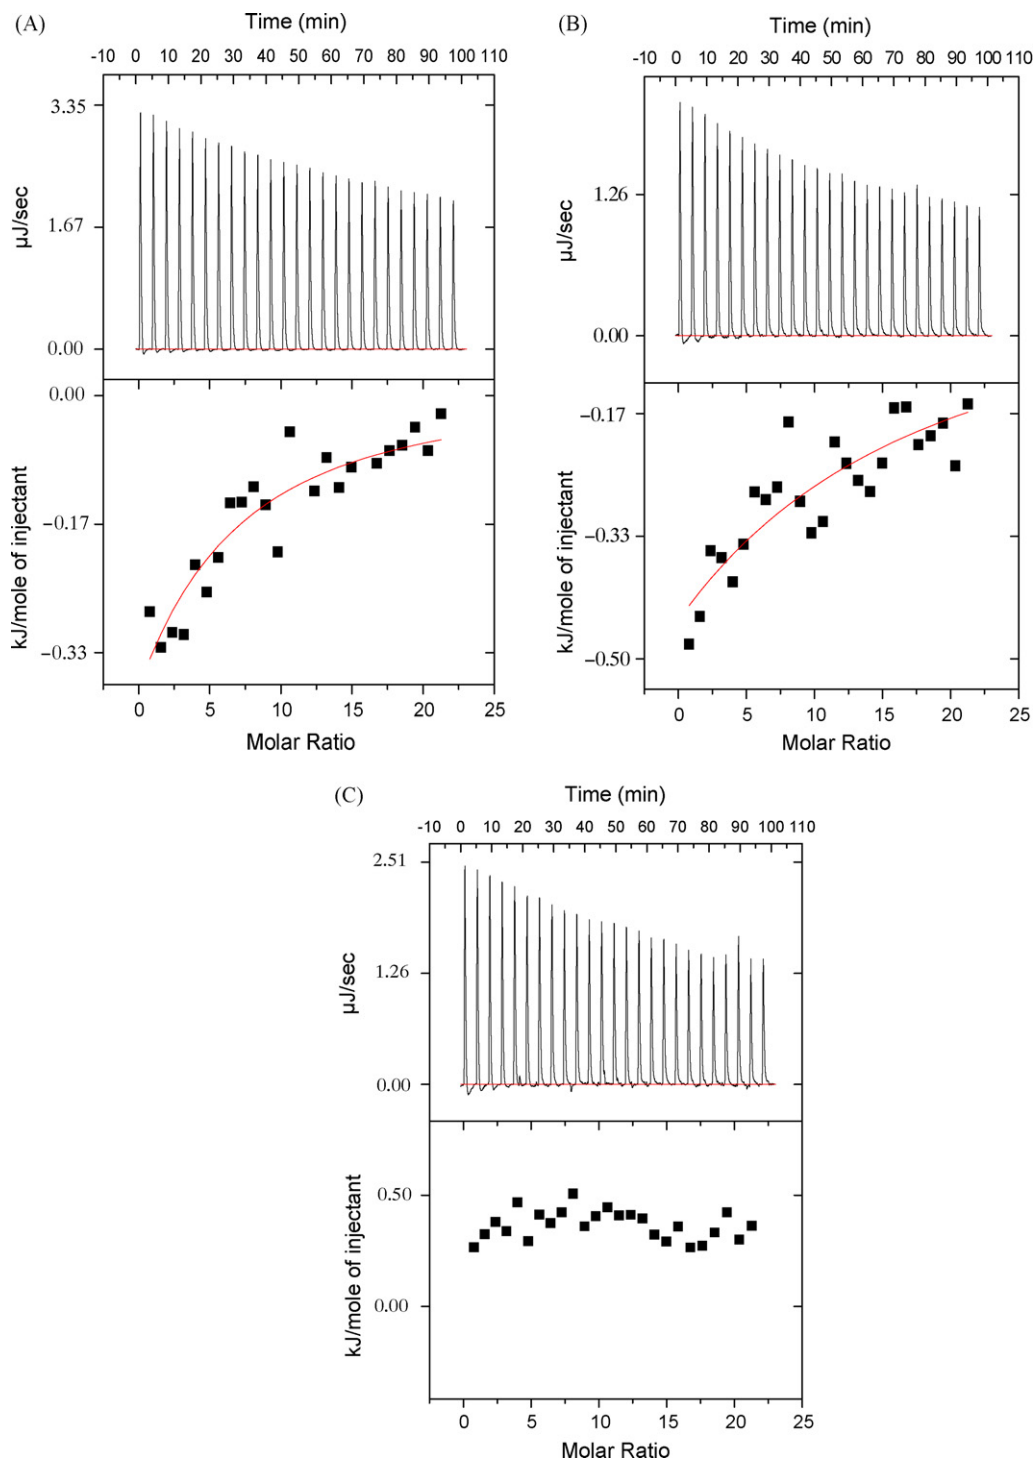 (A)
Time (min)
-10 0 10 20 30 40 50 60 70 80 90 100 110
3.35
1.67
0.00
µJ/sec
0.00
−0.17
−0.33
kJ/mole of injectant
0 5 10 15 20 25
Molar Ratio
(B)
Time (min)
-10 0 10 20 30 40 50 60 70 80 90 100 110
1.26
0.00
µJ/sec
−0.17
−0.33
−0.50
kJ/mole of injectant
0 5 10 15 20 25
Molar Ratio
(C)
Time (min)
-10 0 10 20 30 40 50 60 70 80 90 100 110
2.51
1.26
0.00
µJ/sec
0.50
0.00
kJ/mole of injectant
0 5 10 15 20 25
Molar Ratio